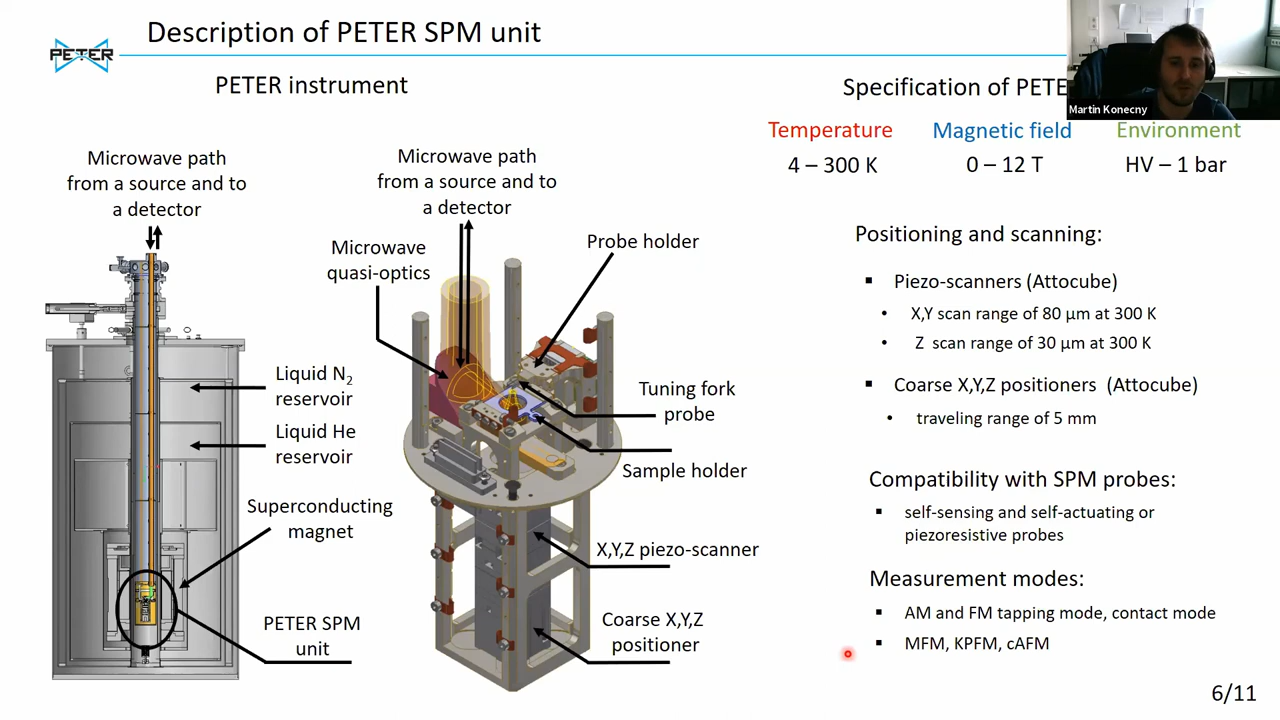 Description of PETER SPM unit
PETER
PETER instrument
Microwave path
from a source and to
a detector
Liquid N₂
reservoir
Liquid He
reservoir
Superconducting
magnet
PETER SPM
unit
Microwave path
from a source and to
a detector
Microwave
quasi-optics
Probe holder
Tuning fork
probe
Sample holder
X,Y,Z piezo-scanner
Coarse X,Y,Z
positioner
Specification of PETE
Martin Konecny
Temperature
Magnetic field
Environment
4 – 300 K
0 – 12 T
HV – 1 bar
Positioning and scanning:
▪ Piezo-scanners (Attocube)
• X,Y scan range of 80 µm at 300 K
• Z scan range of 30 µm at 300 K
▪ Coarse X,Y,Z positioners (Attocube)
• traveling range of 5 mm
Compatibility with SPM probes:
▪ self-sensing and self-actuating or
piezoresistive probes
Measurement modes:
▪ AM and FM tapping mode, contact mode
▪ MFM, KPFM, cAFM
6/11